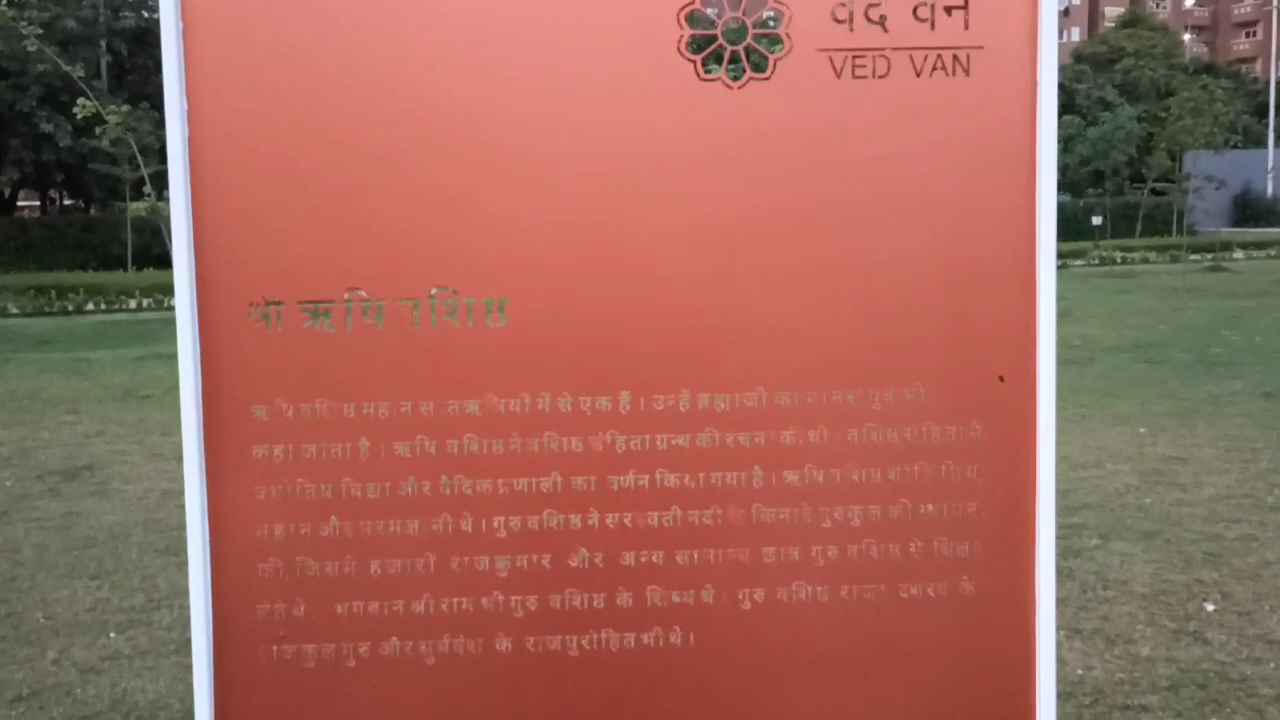 वेद वन
VED VAN
श्री ऋषि वशिष्ठ
ऋषि वशिष्ठ महान सप्तऋषियों में से एक हैं। उन्हें ब्रह्मा जी का मानस पुत्र भी
कहा जाता है। ऋषि वशिष्ठ ने वशिष्ठ संहिता ग्रन्थ की रचना की थी। वशिष्ठ संहिता में
ज्योतिष विद्या और वैदिक प्रणाली का वर्णन किया गया है। ऋषि वशिष्ठ शांति प्रिय,
महान और परमज्ञानी थे। गुरु वशिष्ठ ने सरस्वती नदी के किनारे गुरुकुल की स्थापना
की, जिसमें हजारों राजकुमार और अन्य सामान्य छात्र गुरु वशिष्ठ से शिक्षा
लेते थे। भगवान श्री राम भी गुरु वशिष्ठ के शिष्य थे। गुरु वशिष्ठ राजा दशरथ के
राजकुल गुरु और सुर्यवंश के राजपुरोहित भी थे।